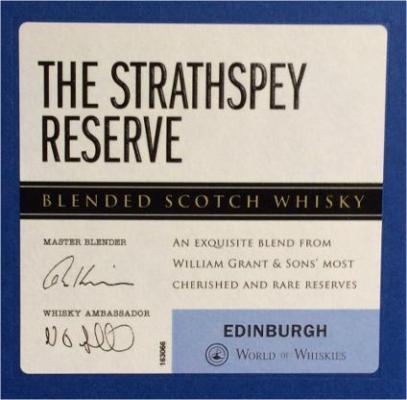 THE STRATHSPEY
RESERVE
BLENDED SCOTCH WHISKY
MASTER BLENDER
WHISKY AMBASSADOR
AN EXQUISITE BLEND FROM
WILLIAM GRANT & SONS' MOST
CHERISHED AND RARE RESERVES
163066
EDINBURGH
WORLD OF WHISKIES